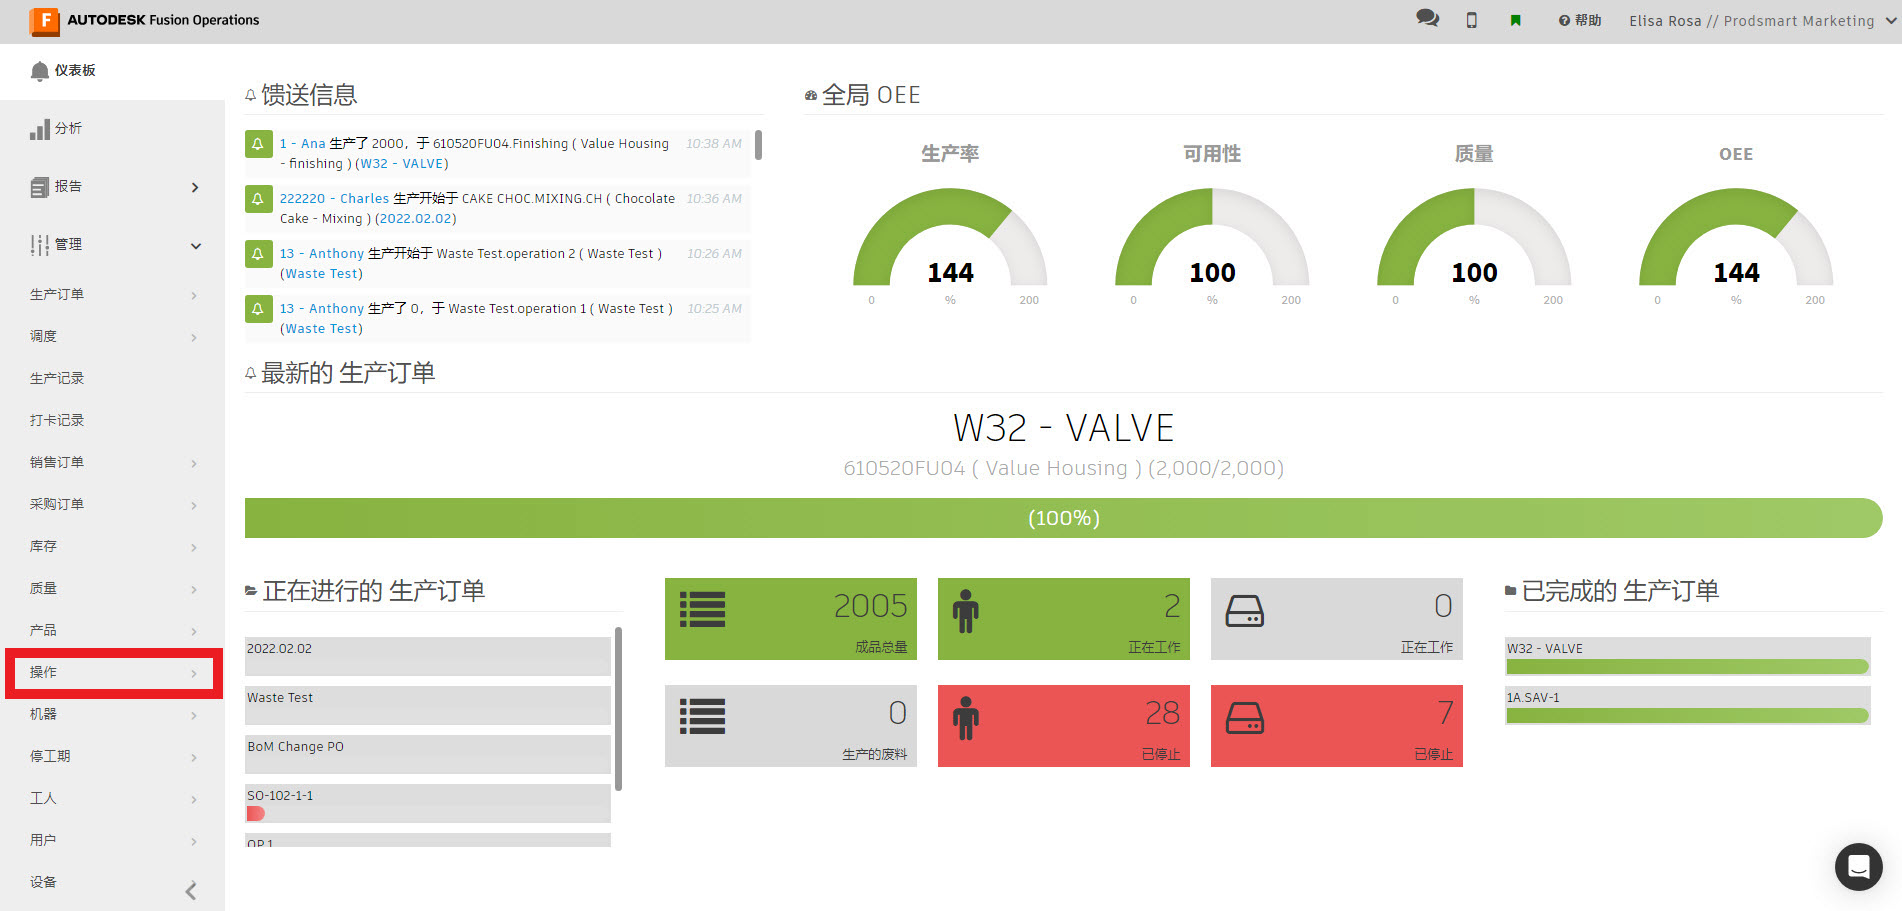 AUTODESK Fusion Operations
帮助
Elisa Rosa // Prodsmart Marketing
仪表板
分析
报告
管理
生产订单
调度
生产记录
打卡记录
销售订单
采购订单
库存
质量
产品
操作
机器
停工期
工人
用户
设备
馈送信息
1 - Ana 生产了 2000，于 610520FU04.Finishing ( Value Housing
- finishing ) (W32 - VALVE)
10:38 AM
222220 - Charles 生产开始于 CAKE CHOC.MIXING.CH ( Chocolate
Cake - Mixing ) (2022.02.02)
10:36 AM
13 - Anthony 生产开始于 Waste Test.operation 2 ( Waste Test )
(Waste Test)
10:26 AM
13 - Anthony 生产了 0，于 Waste Test.operation 1 ( Waste Test )
(Waste Test)
10:25 AM
全局 OEE
生产率
144
0 % 200
可用性
100
0 % 200
质量
100
0 % 200
OEE
144
0 % 200
最新的 生产订单
W32 - VALVE
610520FU04 ( Value Housing ) (2,000/2,000)
(100%)
正在进行的 生产订单
2022.02.02
Waste Test
BoM Change PO
SO-102-1-1
OP.1
2005
成品总量
2
正在工作
0
正在工作
0
生产的废料
28
已停止
7
已停止
已完成的 生产订单
W32 - VALVE
1A.SAV-1